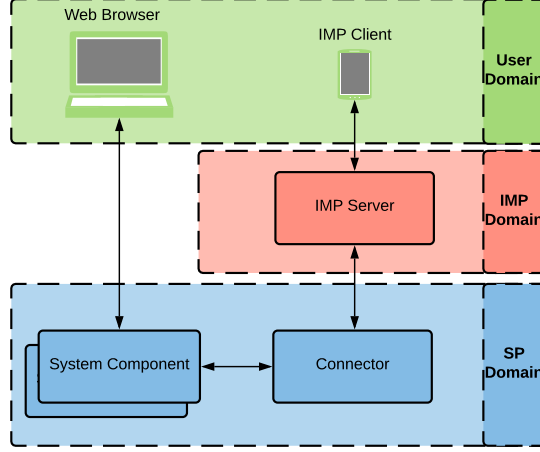 Web Browser
IMP Client
User
Domain
IMP Server
IMP
Domain
System Component
Connector
SP
Domain